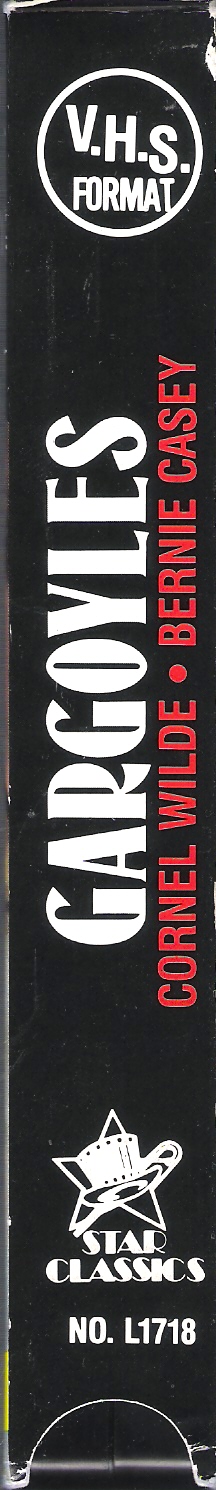 V.H.S.
FORMAT
GARGOYLES
CORNEL WILDE • BERNIE CASEY
STAR
CLASSICS
NO. L1718